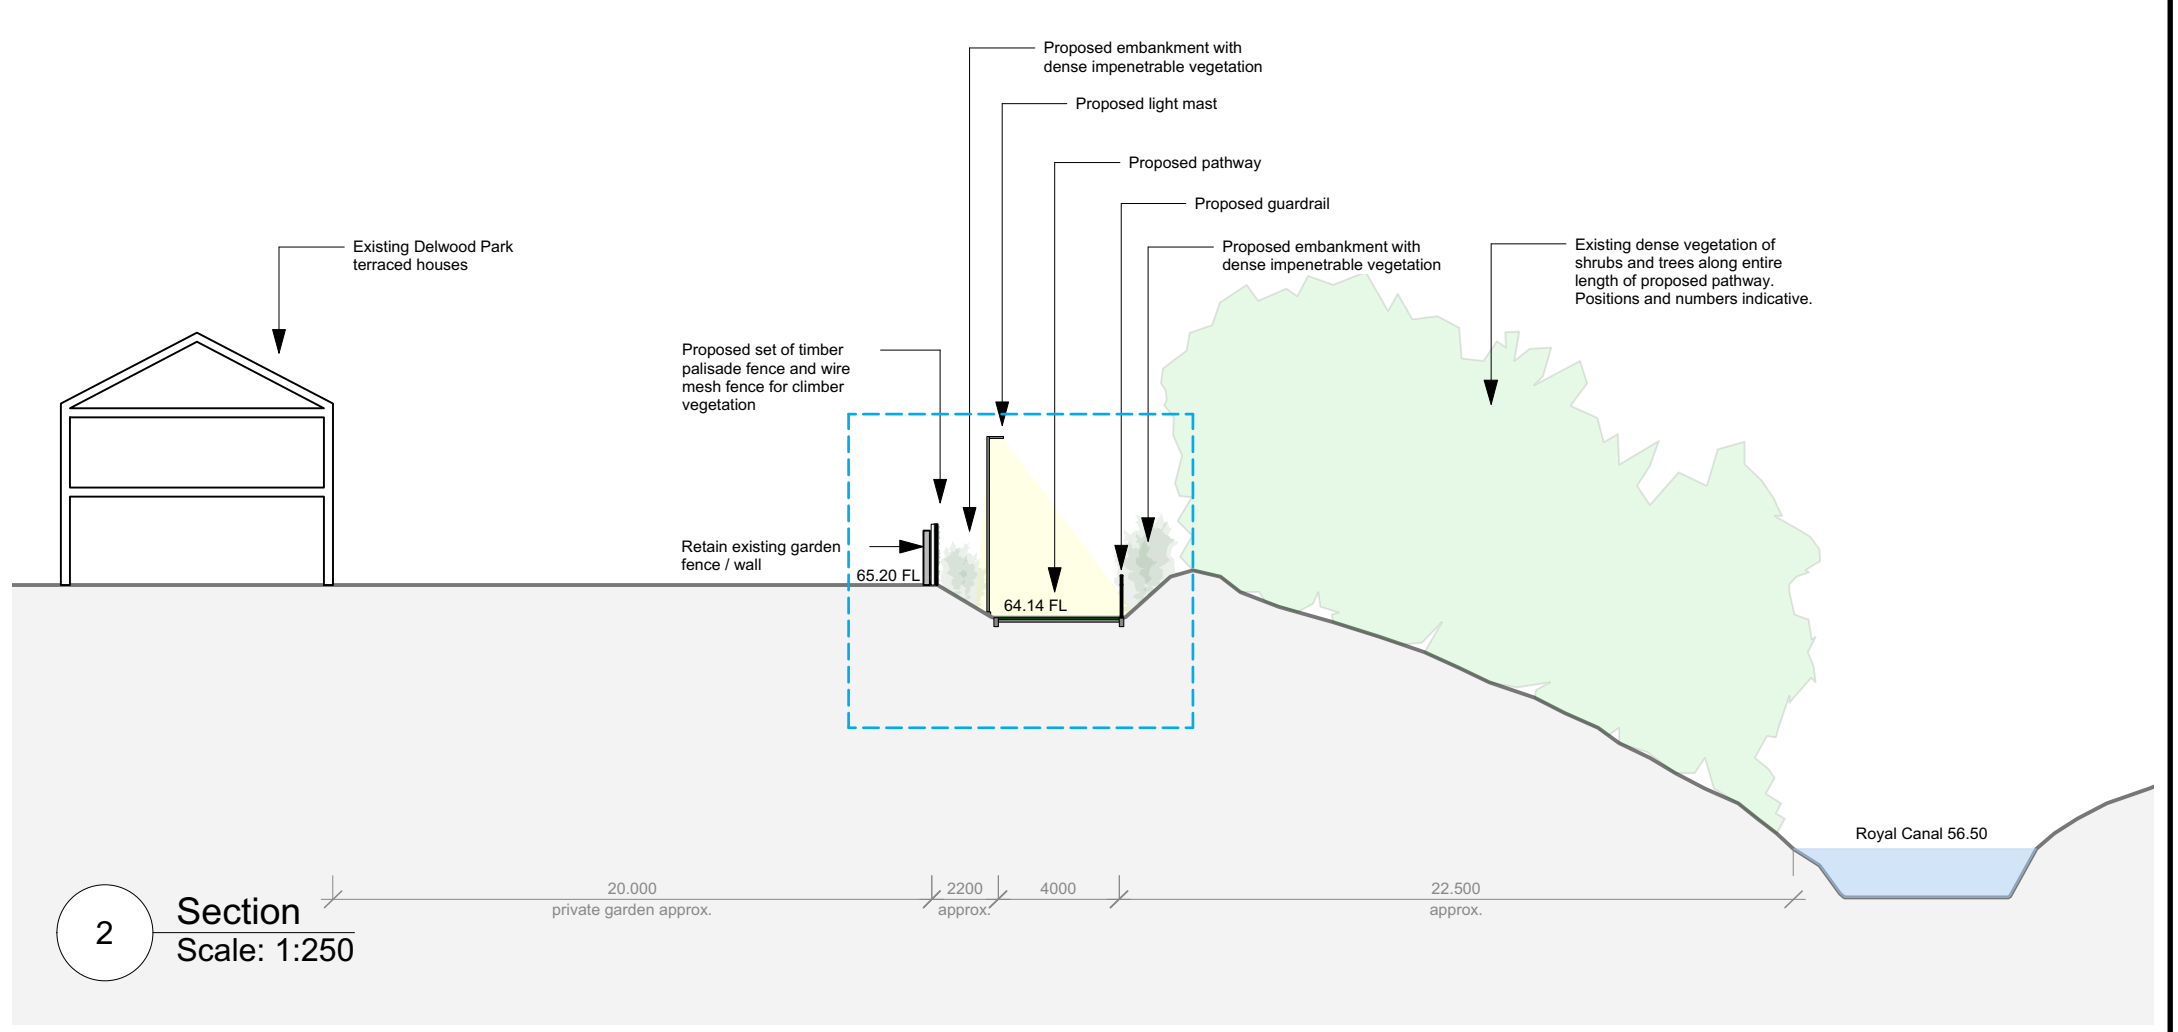 Proposed embankment with
dense impenetrable vegetation
Proposed light mast
Proposed pathway
Proposed guardrail
Existing Delwood Park
terraced houses
Proposed embankment with
dense impenetrable vegetation
Existing dense vegetation of
shrubs and trees along entire
length of proposed pathway.
Positions and numbers indicative.
Proposed set of timber
palisade fence and wire
mesh fence for climber
vegetation
Retain existing garden
fence / wall
65.20 FL
64.14 FL
Royal Canal 56.50
20.000
private garden approx.
2200
approx.
4000
22.500
approx.
2
Section
Scale: 1:250